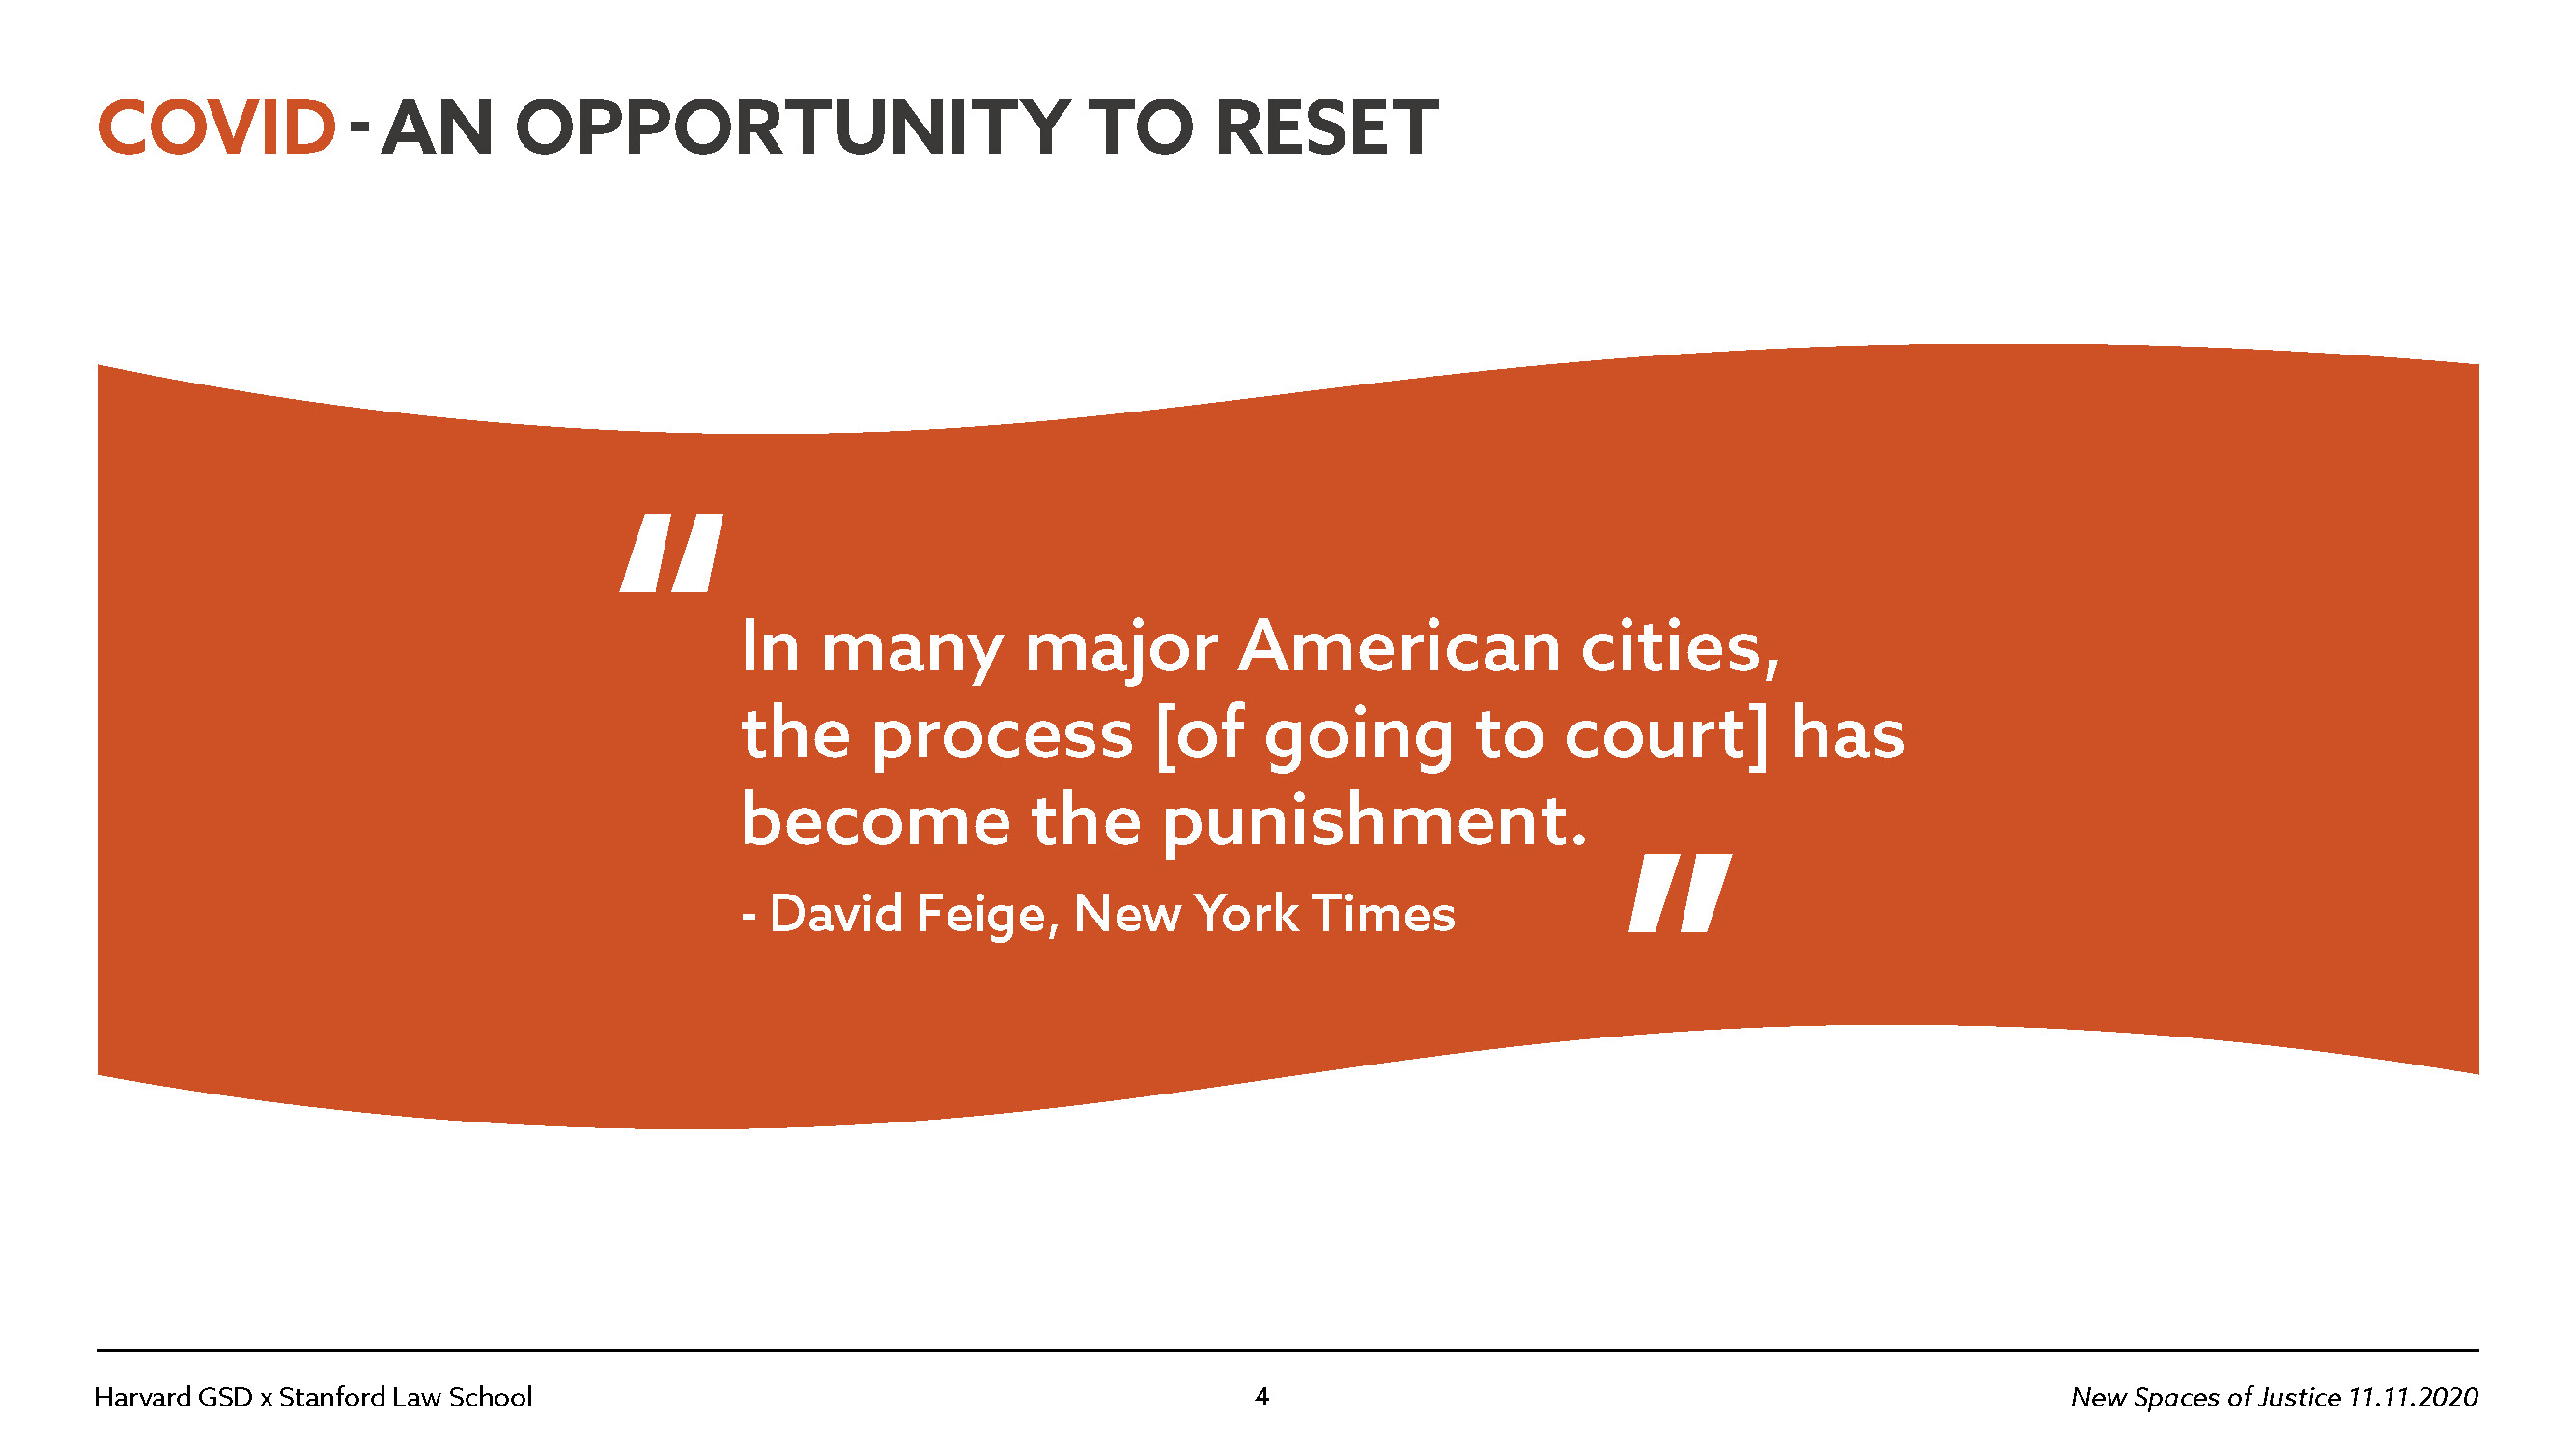 COVID - AN OPPORTUNITY TO RESET
“
In many major American cities,
the process [of going to court] has
become the punishment.
”
- David Feige, New York Times
Harvard GSD x Stanford Law School
4
New Spaces of Justice 11.11.2020